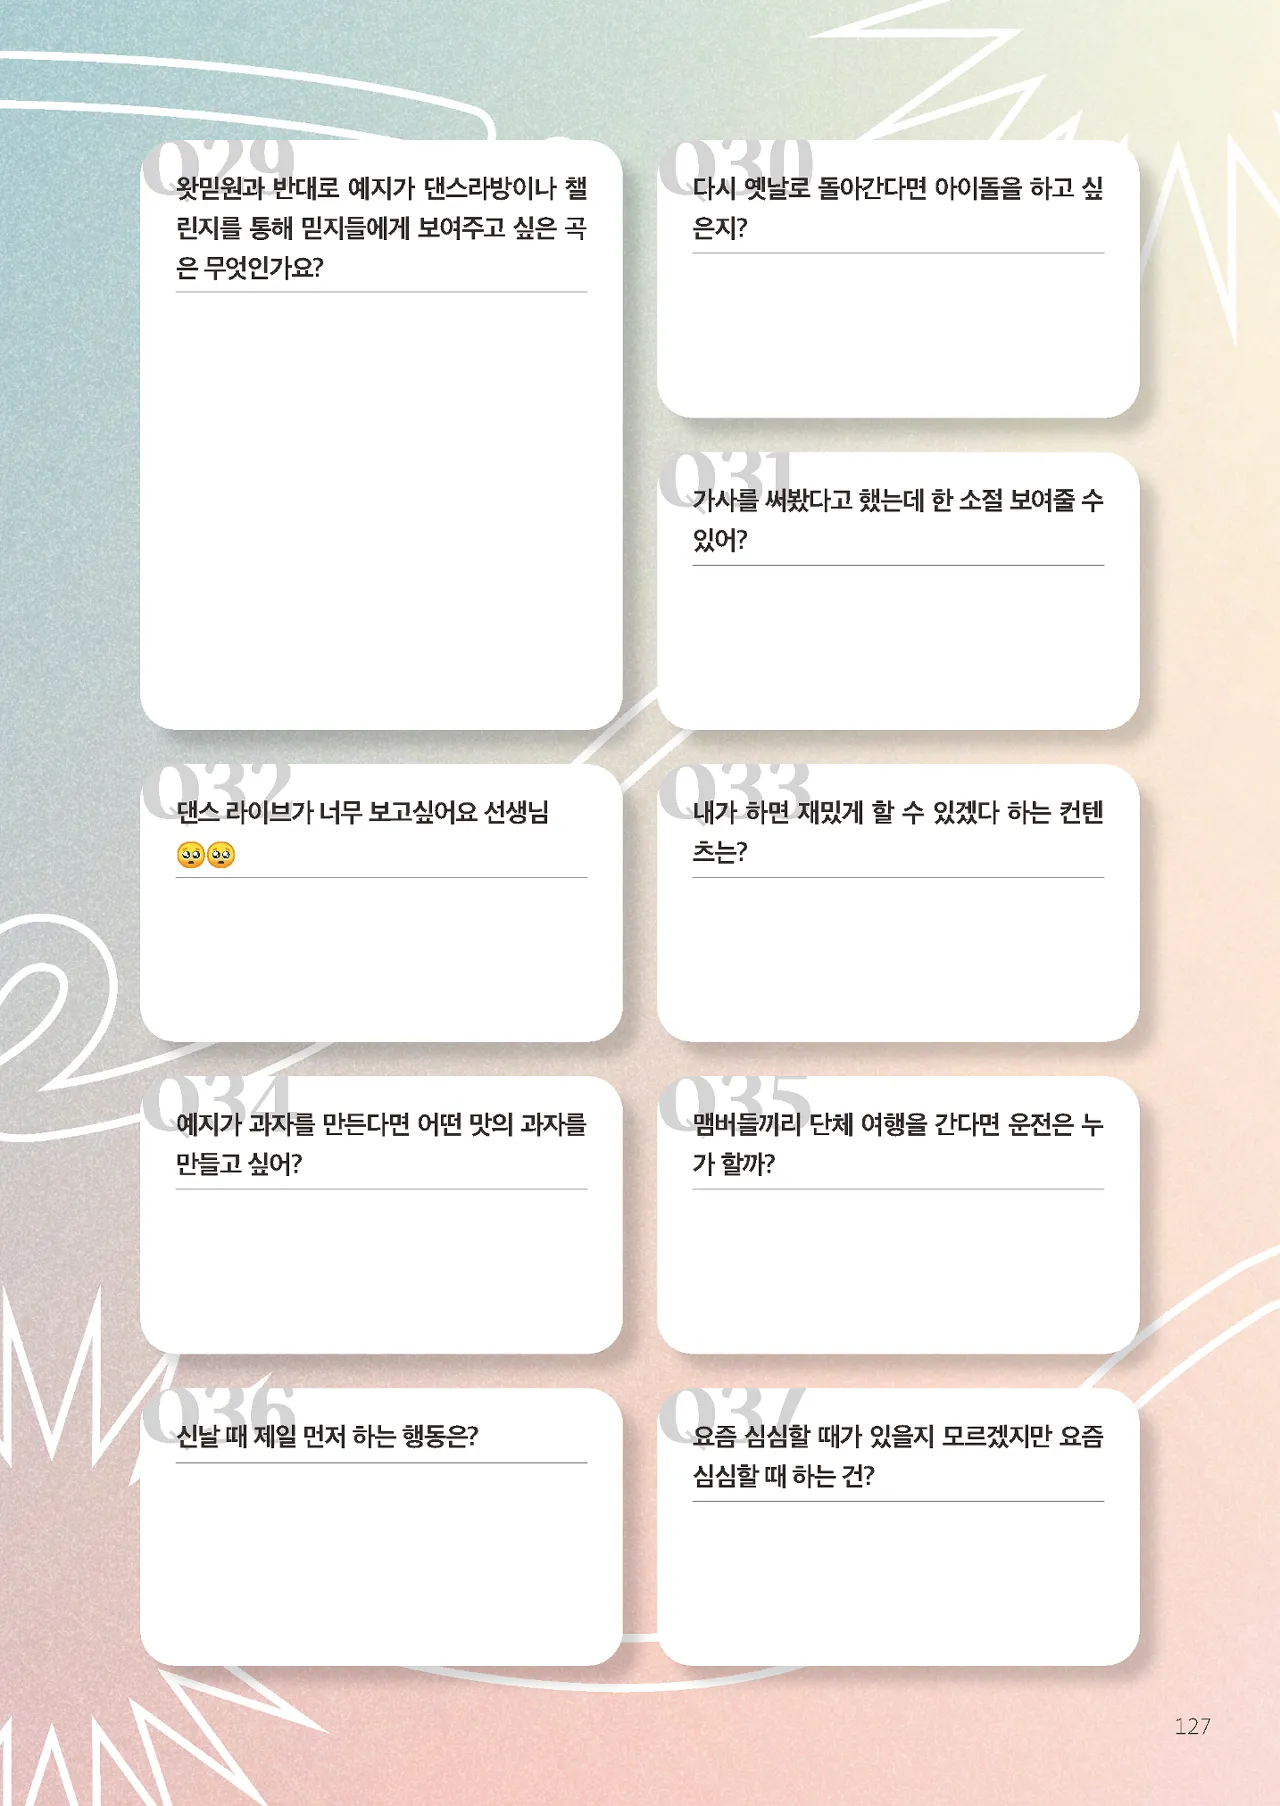 Q29
왓믿원과 반대로 예지가 댄스라방이나 챌
린지를 통해 믿지들에게 보여주고 싶은 곡
은 무엇인가요?
Q30
다시 옛날로 돌아간다면 아이돌을 하고 싶
은지?
Q31
가사를 써봤다고 했는데 한 소절 보여줄 수
있어?
Q32
댄스 라이브가 너무 보고싶어요 선생님
🥺🥺
Q33
내가 하면 재밌게 할 수 있겠다 하는 컨텐
츠는?
Q34
예지가 과자를 만든다면 어떤 맛의 과자를
만들고 싶어?
Q35
맴버들끼리 단체 여행을 간다면 운전은 누
가 할까?
Q36
신날 때 제일 먼저 하는 행동은?
Q37
요즘 심심할 때가 있을지 모르겠지만 요즘
심심할 때 하는 건?
127